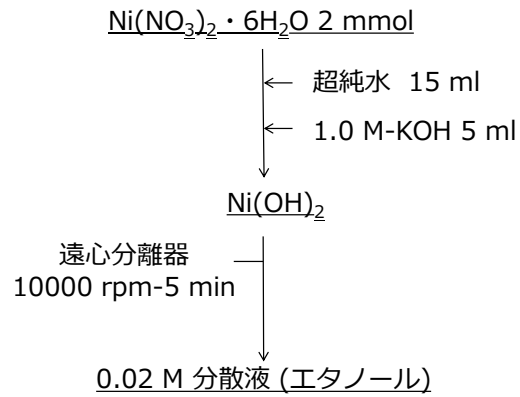 Ni(NO3)2・6H2O 2 mmol
超純水 15 ml
1.0 M-KOH 5 ml
Ni(OH)2
遠心分離器
10000 rpm-5 min
0.02 M 分散液 (エタノール)